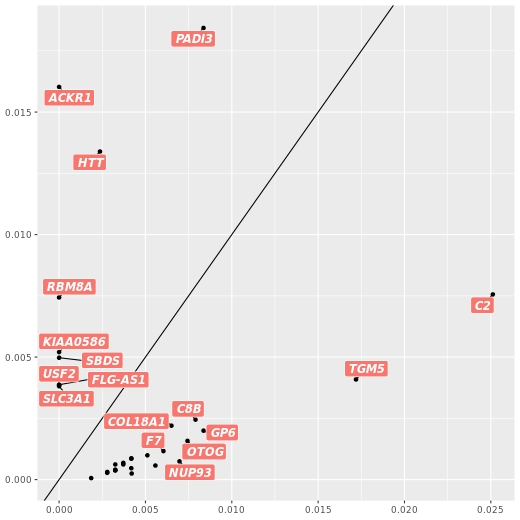 PADI3
ACKR1
0.015
HTT
0.010
RBM8A
C2
KIAA0586
0.005
SBDS
TGM5
USF2
FLG-AS1
SLC3A1
C8B
COL18A1
GP6
F7
OTOG
NUP93
0.000
0.000 0.005 0.010 0.015 0.020 0.025